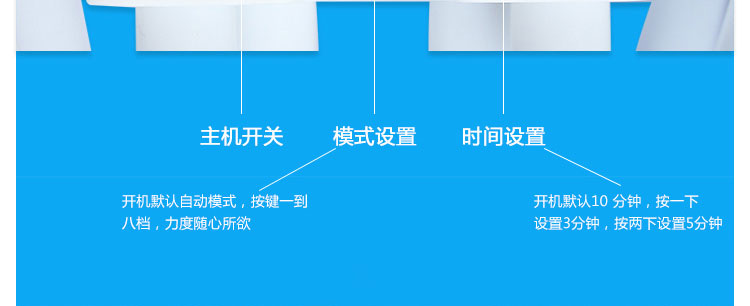 主机开关 模式设置 时间设置
开机默认自动模式，按键一到
八档，力度随心所欲
开机默认10 分钟，按一下
设置3分钟，按两下设置5分钟